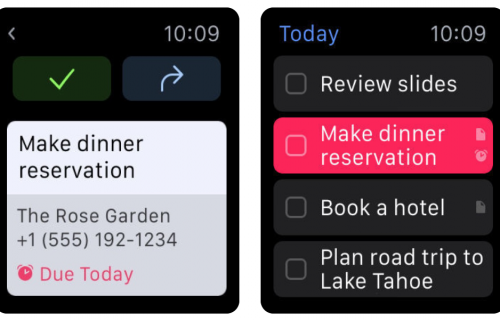 10:09
Make dinner
reservation
The Rose Garden
+1 (555) 192-1234
Due Today
Today 10:09
Review slides
Make dinner
reservation
Book a hotel
Plan road trip to
Lake Tahoe